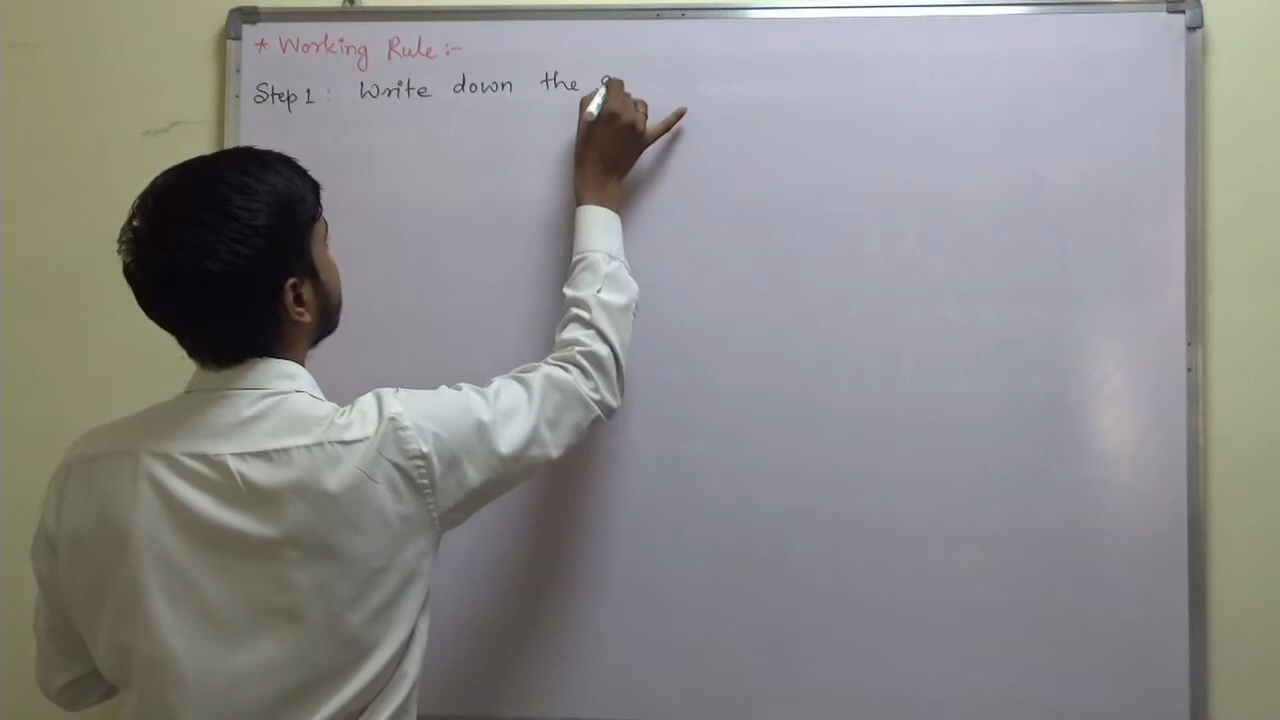 * Working Rule :-
Step 1 : Write down the